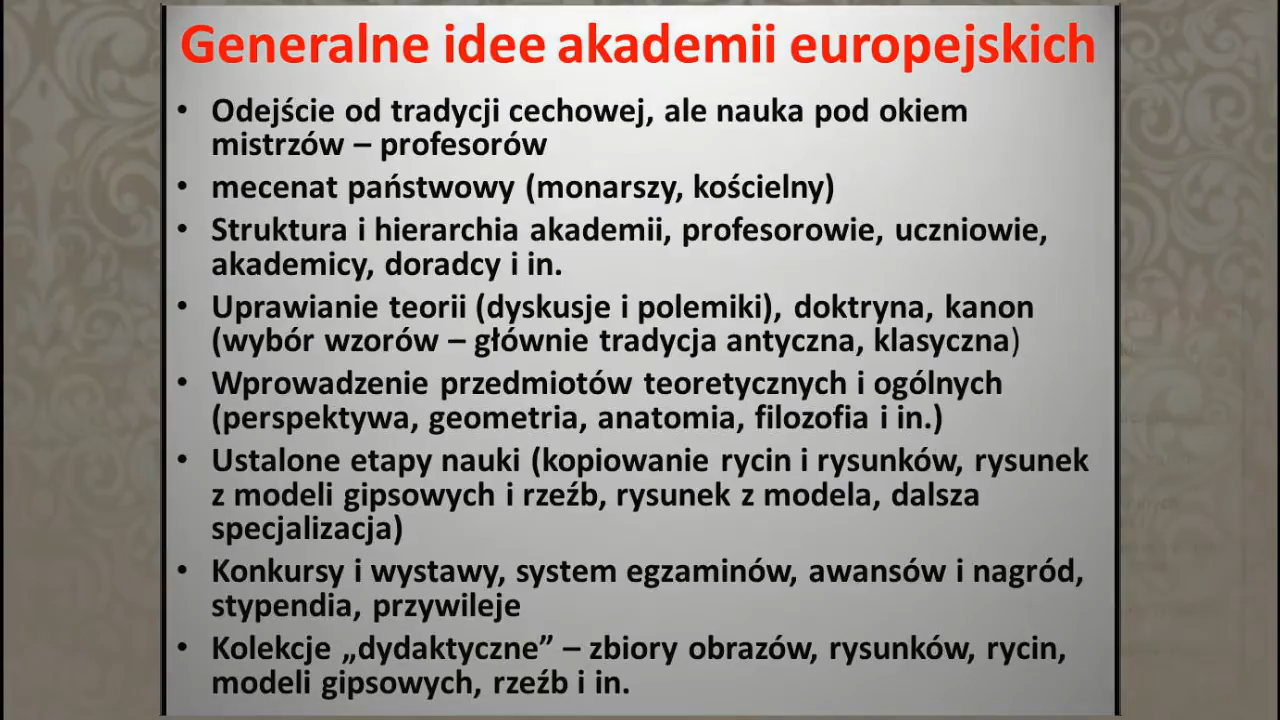 Generalne idee akademii europejskich
• Odejście od tradycji cechowej, ale nauka pod okiem
mistrzów – profesorów
• mecenat państwowy (monarszy, kościelny)
• Struktura i hierarchia akademii, profesorowie, uczniowie,
akademicy, doradcy i in.
• Uprawianie teorii (dyskusje i polemiki), doktryna, kanon
(wybór wzorów – głównie tradycja antyczna, klasyczna)
• Wprowadzenie przedmiotów teoretycznych i ogólnych
(perspektywa, geometria, anatomia, filozofia i in.)
• Ustalone etapy nauki (kopiowanie rycin i rysunków, rysunek
z modeli gipsowych i rzeźb, rysunek z modela, dalsza
specjalizacja)
• Konkursy i wystawy, system egzaminów, awansów i nagród,
stypendia, przywileje
• Kolekcje „dydaktyczne” – zbiory obrazów, rysunków, rycin,
modeli gipsowych, rzeźb i in.